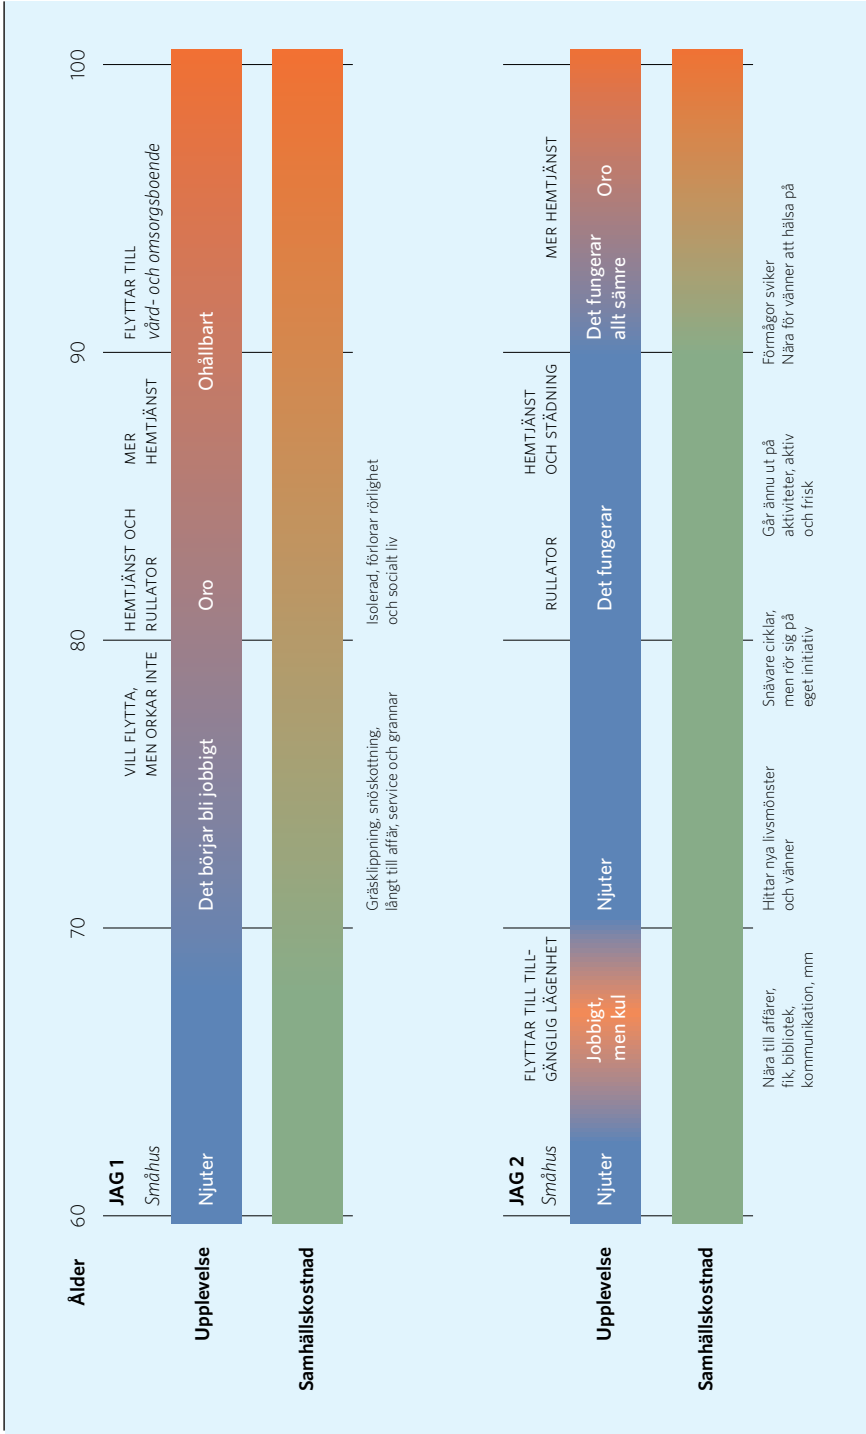 Ålder
60
70
80
90
100
JAG 1
Småhus
VILL FLYTTA,
MEN ORKAR INTE
HEMTJÄNST OCH
RULLATOR
MER
HEMTJÄNST
FLYTTAR TILL
vård- och omsorgsboende
Upplevelse
Njuter
Det börjar bli jobbigt
Oro
Ohållbart
Samhällskostnad
Gräsklippning, snöskottning,
långt till affär, service och grannar
Isolerad, förlorar rörlighet
och socialt liv
JAG 2
Småhus
FLYTTAR TILL TILL-
GÄNGLIG LÄGENHET
RULLATOR
HEMTJÄNST
OCH STÄDNING
MER HEMTJÄNST
Upplevelse
Njuter
Jobbigt,
men kul
Njuter
Det fungerar
Det fungerar
allt sämre
Oro
Samhällskostnad
Nära till affärer,
fik, bibliotek,
kommunikation, mm
Hittar nya livsmönster
och vänner
Snävare cirklar,
men rör sig på
eget initiativ
Går ännu ut på
aktiviteter, aktiv
och frisk
Förmågor sviker
Nära för vänner att hälsa på